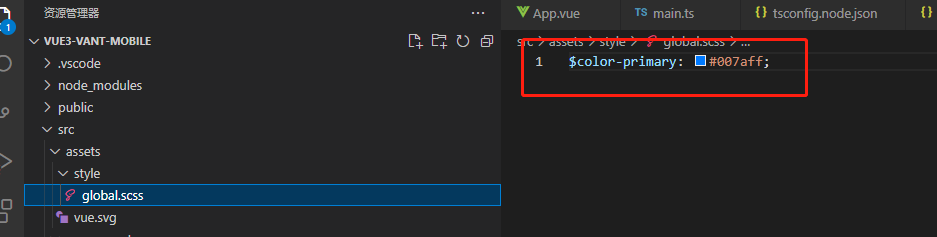 资源管理器
VUE3-VANT-MOBILE
.vscode
node_modules
public
src
assets
style
global.scss
vue.svg
1
App.vue
main.ts
tsconfig.node.json
src > assets > style > global.scss > ...
1 $color-primary: #007aff;